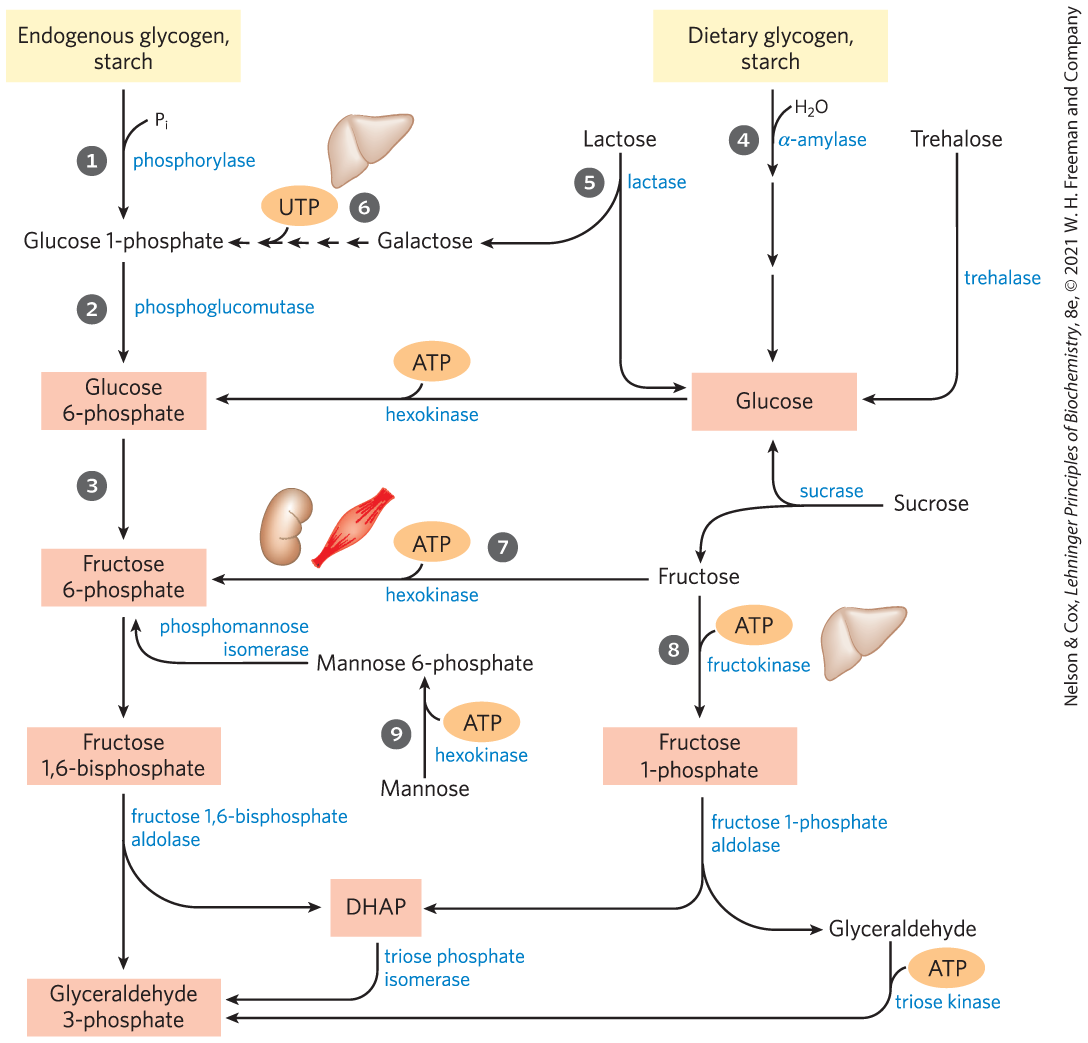 Endogenous glycogen,
starch
Dietary glycogen,
starch
Pi
H2O
1
phosphorylase
4
α-amylase
Lactose
Trehalose
5
lactase
UTP
6
Glucose 1-phosphate
Galactose
2
phosphoglucomutase
trehalase
ATP
Glucose
6-phosphate
hexokinase
Glucose
3
sucrase
Sucrose
ATP
7
Fructose
6-phosphate
hexokinase
Fructose
phosphomannose
isomerase
Mannose 6-phosphate
ATP
8
fructokinase
9
ATP
hexokinase
Mannose
Fructose
1,6-bisphosphate
Fructose
1-phosphate
fructose 1,6-bisphosphate
aldolase
fructose 1-phosphate
aldolase
DHAP
Glyceraldehyde
triose phosphate
isomerase
ATP
triose kinase
Glyceraldehyde
3-phosphate
Nelson & Cox, Lehninger Principles of Biochemistry, 8e, © 2021 W. H. Freeman and Company